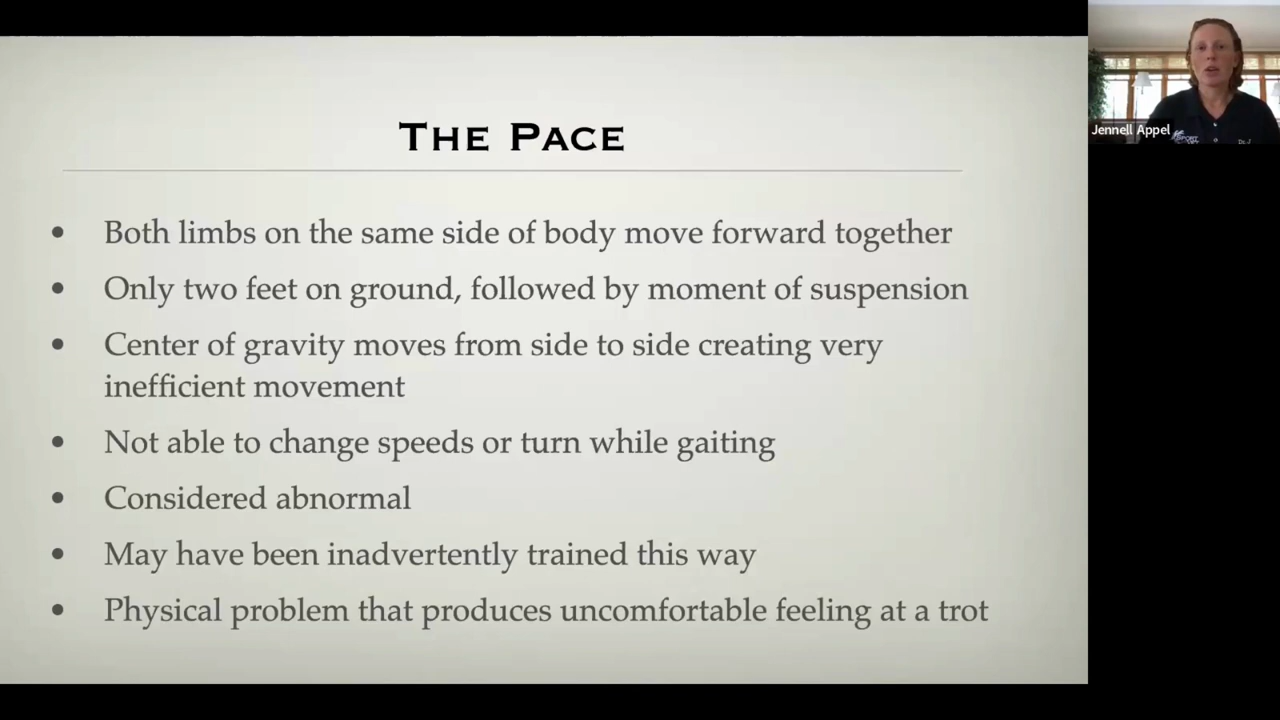 The Pace
• Both limbs on the same side of body move forward together
• Only two feet on ground, followed by moment of suspension
• Center of gravity moves from side to side creating very
inefficient movement
• Not able to change speeds or turn while gaiting
• Considered abnormal
• May have been inadvertently trained this way
• Physical problem that produces uncomfortable feeling at a trot
Jennell Appel
SPORT
Dr. J